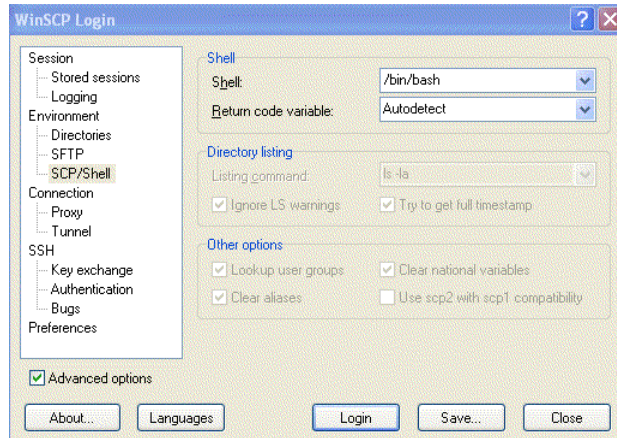 WinSCP Login
Session
Stored sessions
Logging
Environment
Directories
SFTP
SCP/Shell
Connection
Proxy
Tunnel
SSH
Key exchange
Authentication
Bugs
Preferences
Advanced options
Shell
Shell: /bin/bash
Return code variable: Autodetect
Directory listing
Listing command: ls -la
Ignore LS warnings Try to get full timestamp
Other options
Lookup user groups Clear national variables
Clear aliases Use scp2 with scp1 compatibility
About... Languages Login Save... Close